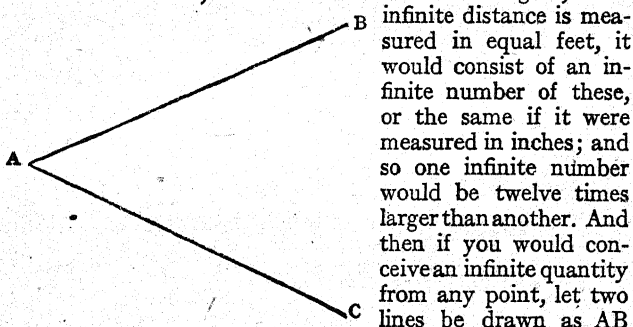 B
A
C
infinite distance is mea-
sured in equal feet, it
would consist of an in-
finite number of these,
or the same if it were
measured in inches; and
so one infinite number
would be twelve times
larger than another. And
then if you would con-
ceive an infinite quantity
from any point, let two
lines be drawn as AB